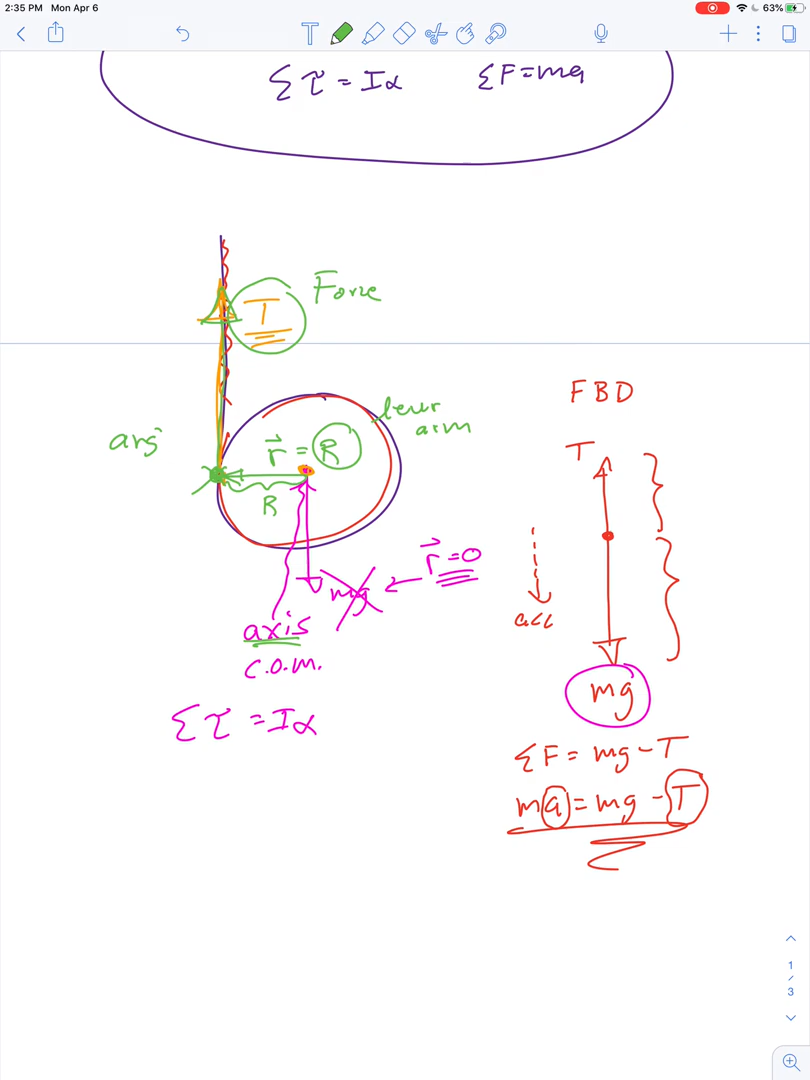 2:35 PM Mon Apr 6
63%
Στ = Iα ΣF = ma
T Force
lever arm
r⃗ = R
R
mg
r⃗ = 0
axis
c.o.m.
Στ = Iα
FBD
T
acc
mg
ΣF = mg - T
ma = mg - T
1
/
3